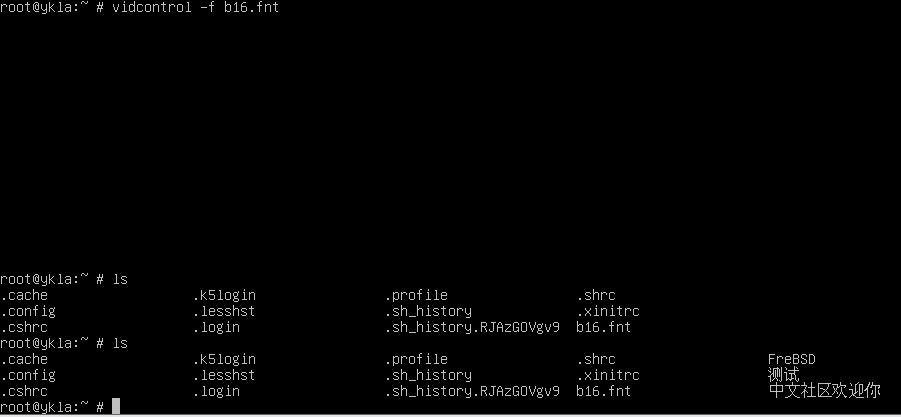 root@ykla:~ # vidcontrol -f b16.fnt
root@ykla:~ # ls
.cache .k5login .profile .shrc
.config .lesshst .sh_history .xinitrc
.cshrc .login .sh_history.RJAzGOVgv9 b16.fnt
root@ykla:~ # ls
.cache .k5login .profile .shrc FreBSD
.config .lesshst .sh_history .xinitrc 测试
.cshrc .login .sh_history.RJAzGOVgv9 b16.fnt 中文社区欢迎你
root@ykla:~ #